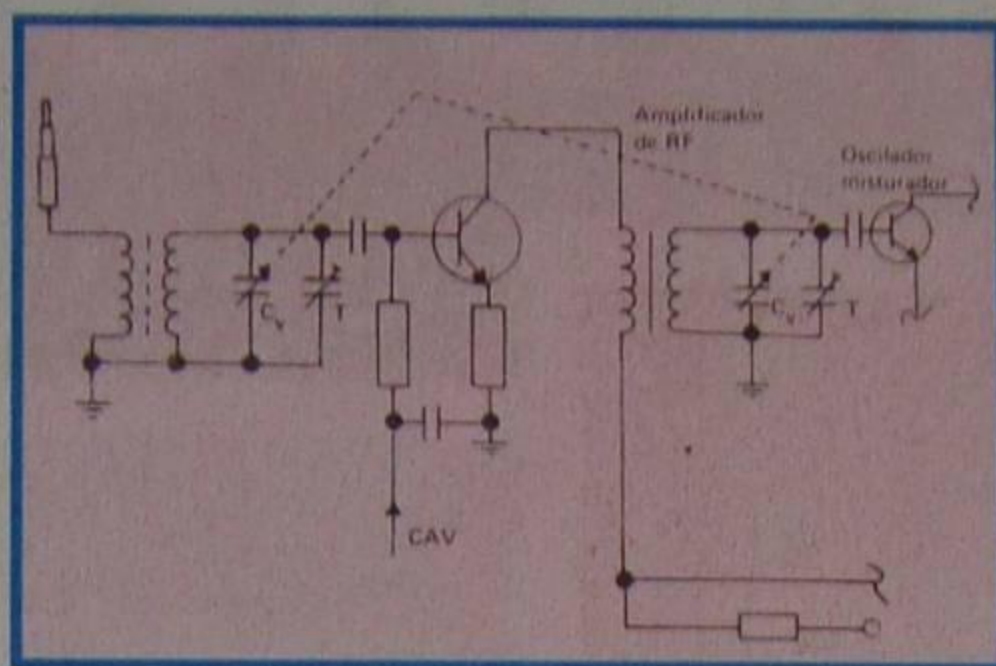 Amplificador
de RF
Oscilador
misturador
Cv
T
Cv
T
CAV